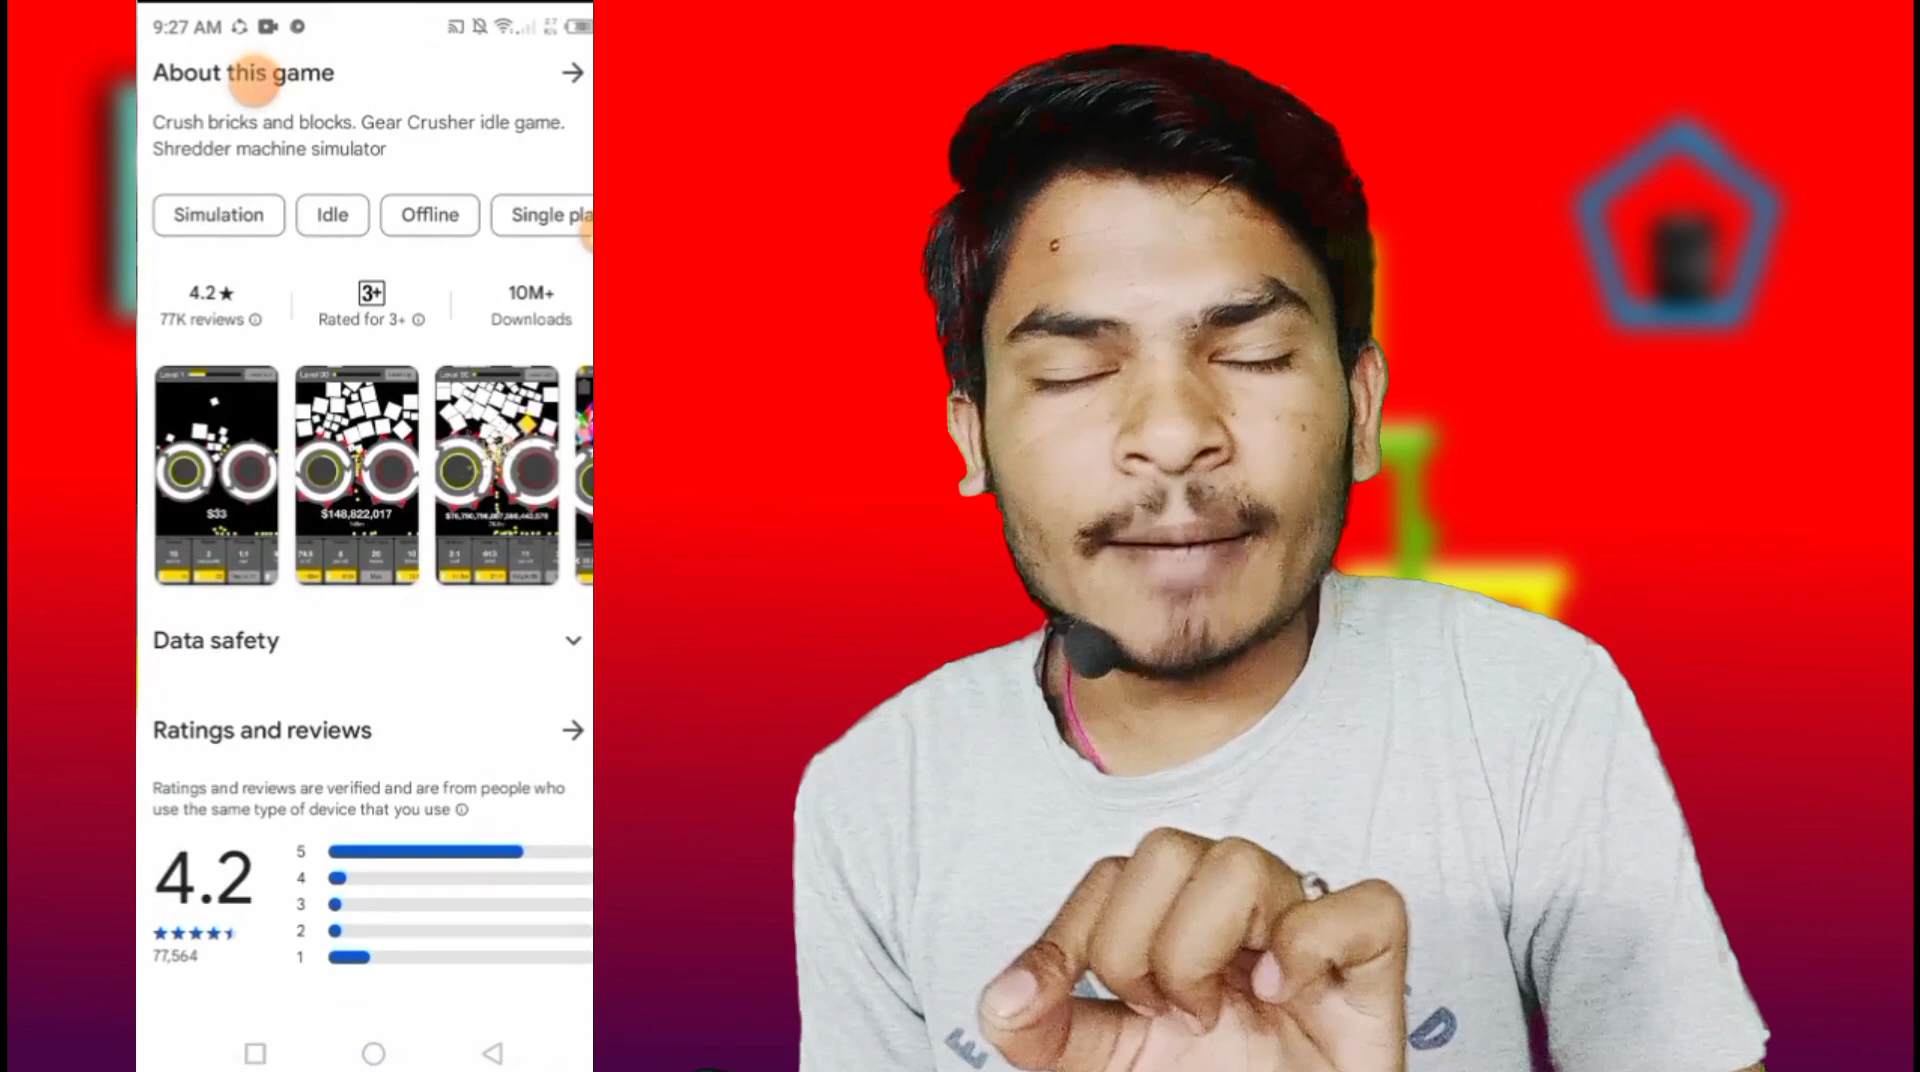 9:27 AM
About this game
Crush bricks and blocks. Gear Crusher idle game.
Shredder machine simulator
Simulation Idle Offline Single pla
4.2★ 3+ 10M+
77K reviews Rated for 3+ Downloads
$33 $148,822,017
Data safety
Ratings and reviews
Ratings and reviews are verified and are from people who
use the same type of device that you use
4.2
5
4
3
2
1
77,564
E D